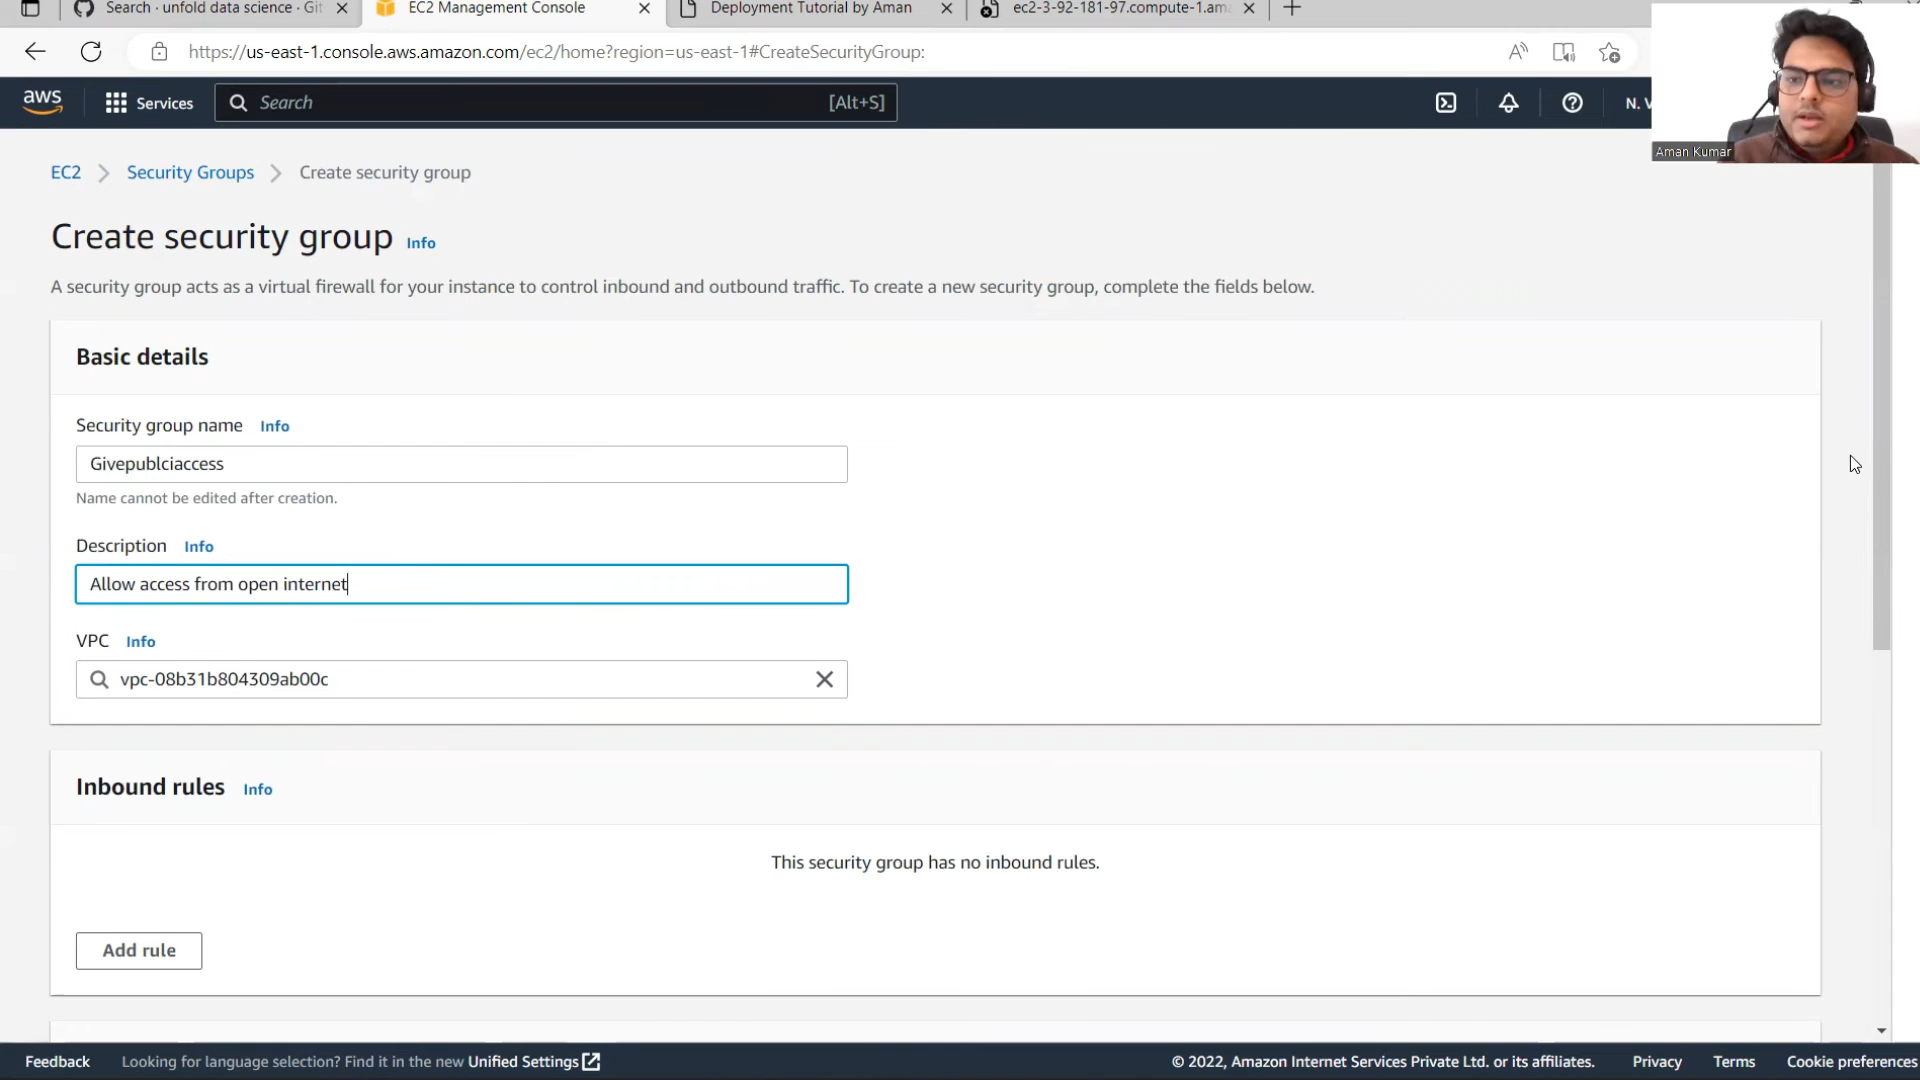 Search · unfold data science · Git
EC2 Management Console
Deployment Tutorial by Aman
ec2-3-92-181-97.compute-1.ama
https://us-east-1.console.aws.amazon.com/ec2/home?region=us-east-1#CreateSecurityGroup:
aws
Services
Search
[Alt+S]
N. V
Aman Kumar
EC2
Security Groups
Create security group
Create security group Info
A security group acts as a virtual firewall for your instance to control inbound and outbound traffic. To create a new security group, complete the fields below.
Basic details
Security group name Info
Givepublciaccess
Name cannot be edited after creation.
Description Info
Allow access from open internet
VPC Info
vpc-08b31b804309ab00c
Inbound rules Info
This security group has no inbound rules.
Add rule
Feedback
Looking for language selection? Find it in the new Unified Settings
© 2022, Amazon Internet Services Private Ltd. or its affiliates.
Privacy
Terms
Cookie preferences